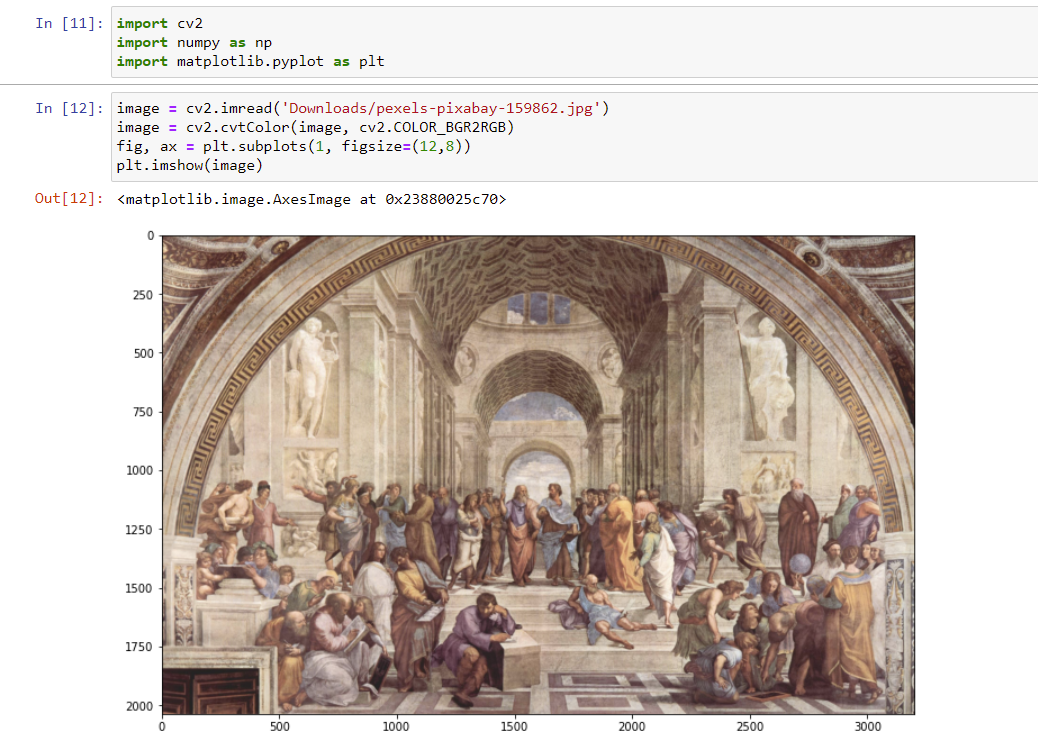 In [11]: import cv2
import numpy as np
import matplotlib.pyplot as plt
In [12]: image = cv2.imread('Downloads/pexels-pixabay-159862.jpg')
image = cv2.cvtColor(image, cv2.COLOR_BGR2RGB)
fig, ax = plt.subplots(1, figsize=(12,8))
plt.imshow(image)
Out[12]: <matplotlib.image.AxesImage at 0x23880025c70>
0
250
500
750
1000
1250
1500
1750
2000
0 500 1000 1500 2000 2500 3000